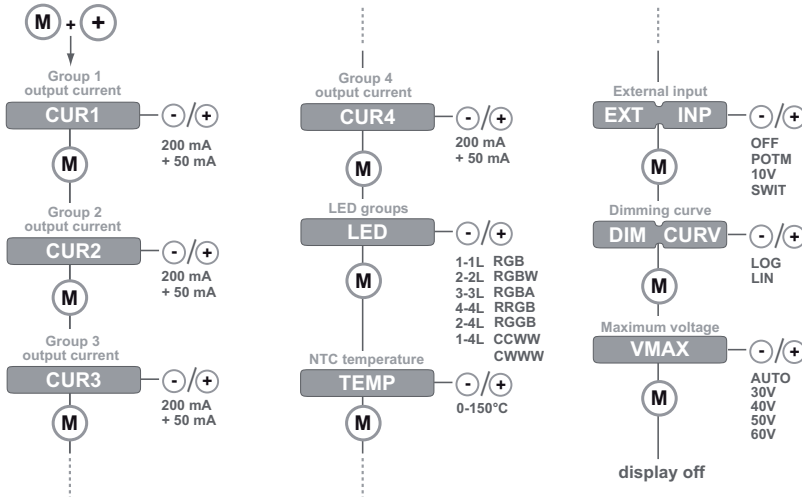 M + +
Group 1
output current
CUR1 - / +
200 mA
+ 50 mA
M
Group 2
output current
CUR2 - / +
200 mA
+ 50 mA
M
Group 3
output current
CUR3 - / +
200 mA
+ 50 mA
M
Group 4
output current
CUR4 - / +
200 mA
+ 50 mA
M
LED groups
LED - / +
1-1L RGB
2-2L RGBW
3-3L RGBA
4-4L RRGB
2-4L RGGB
1-4L CCWW
CWWW
M
NTC temperature
TEMP - / +
0-150°C
M
External input
EXT INP - / +
OFF
POTM
10V
SWIT
M
Dimming curve
DIM CURV - / +
LOG
LIN
M
Maximum voltage
VMAX - / +
AUTO
30V
40V
50V
60V
M
display off